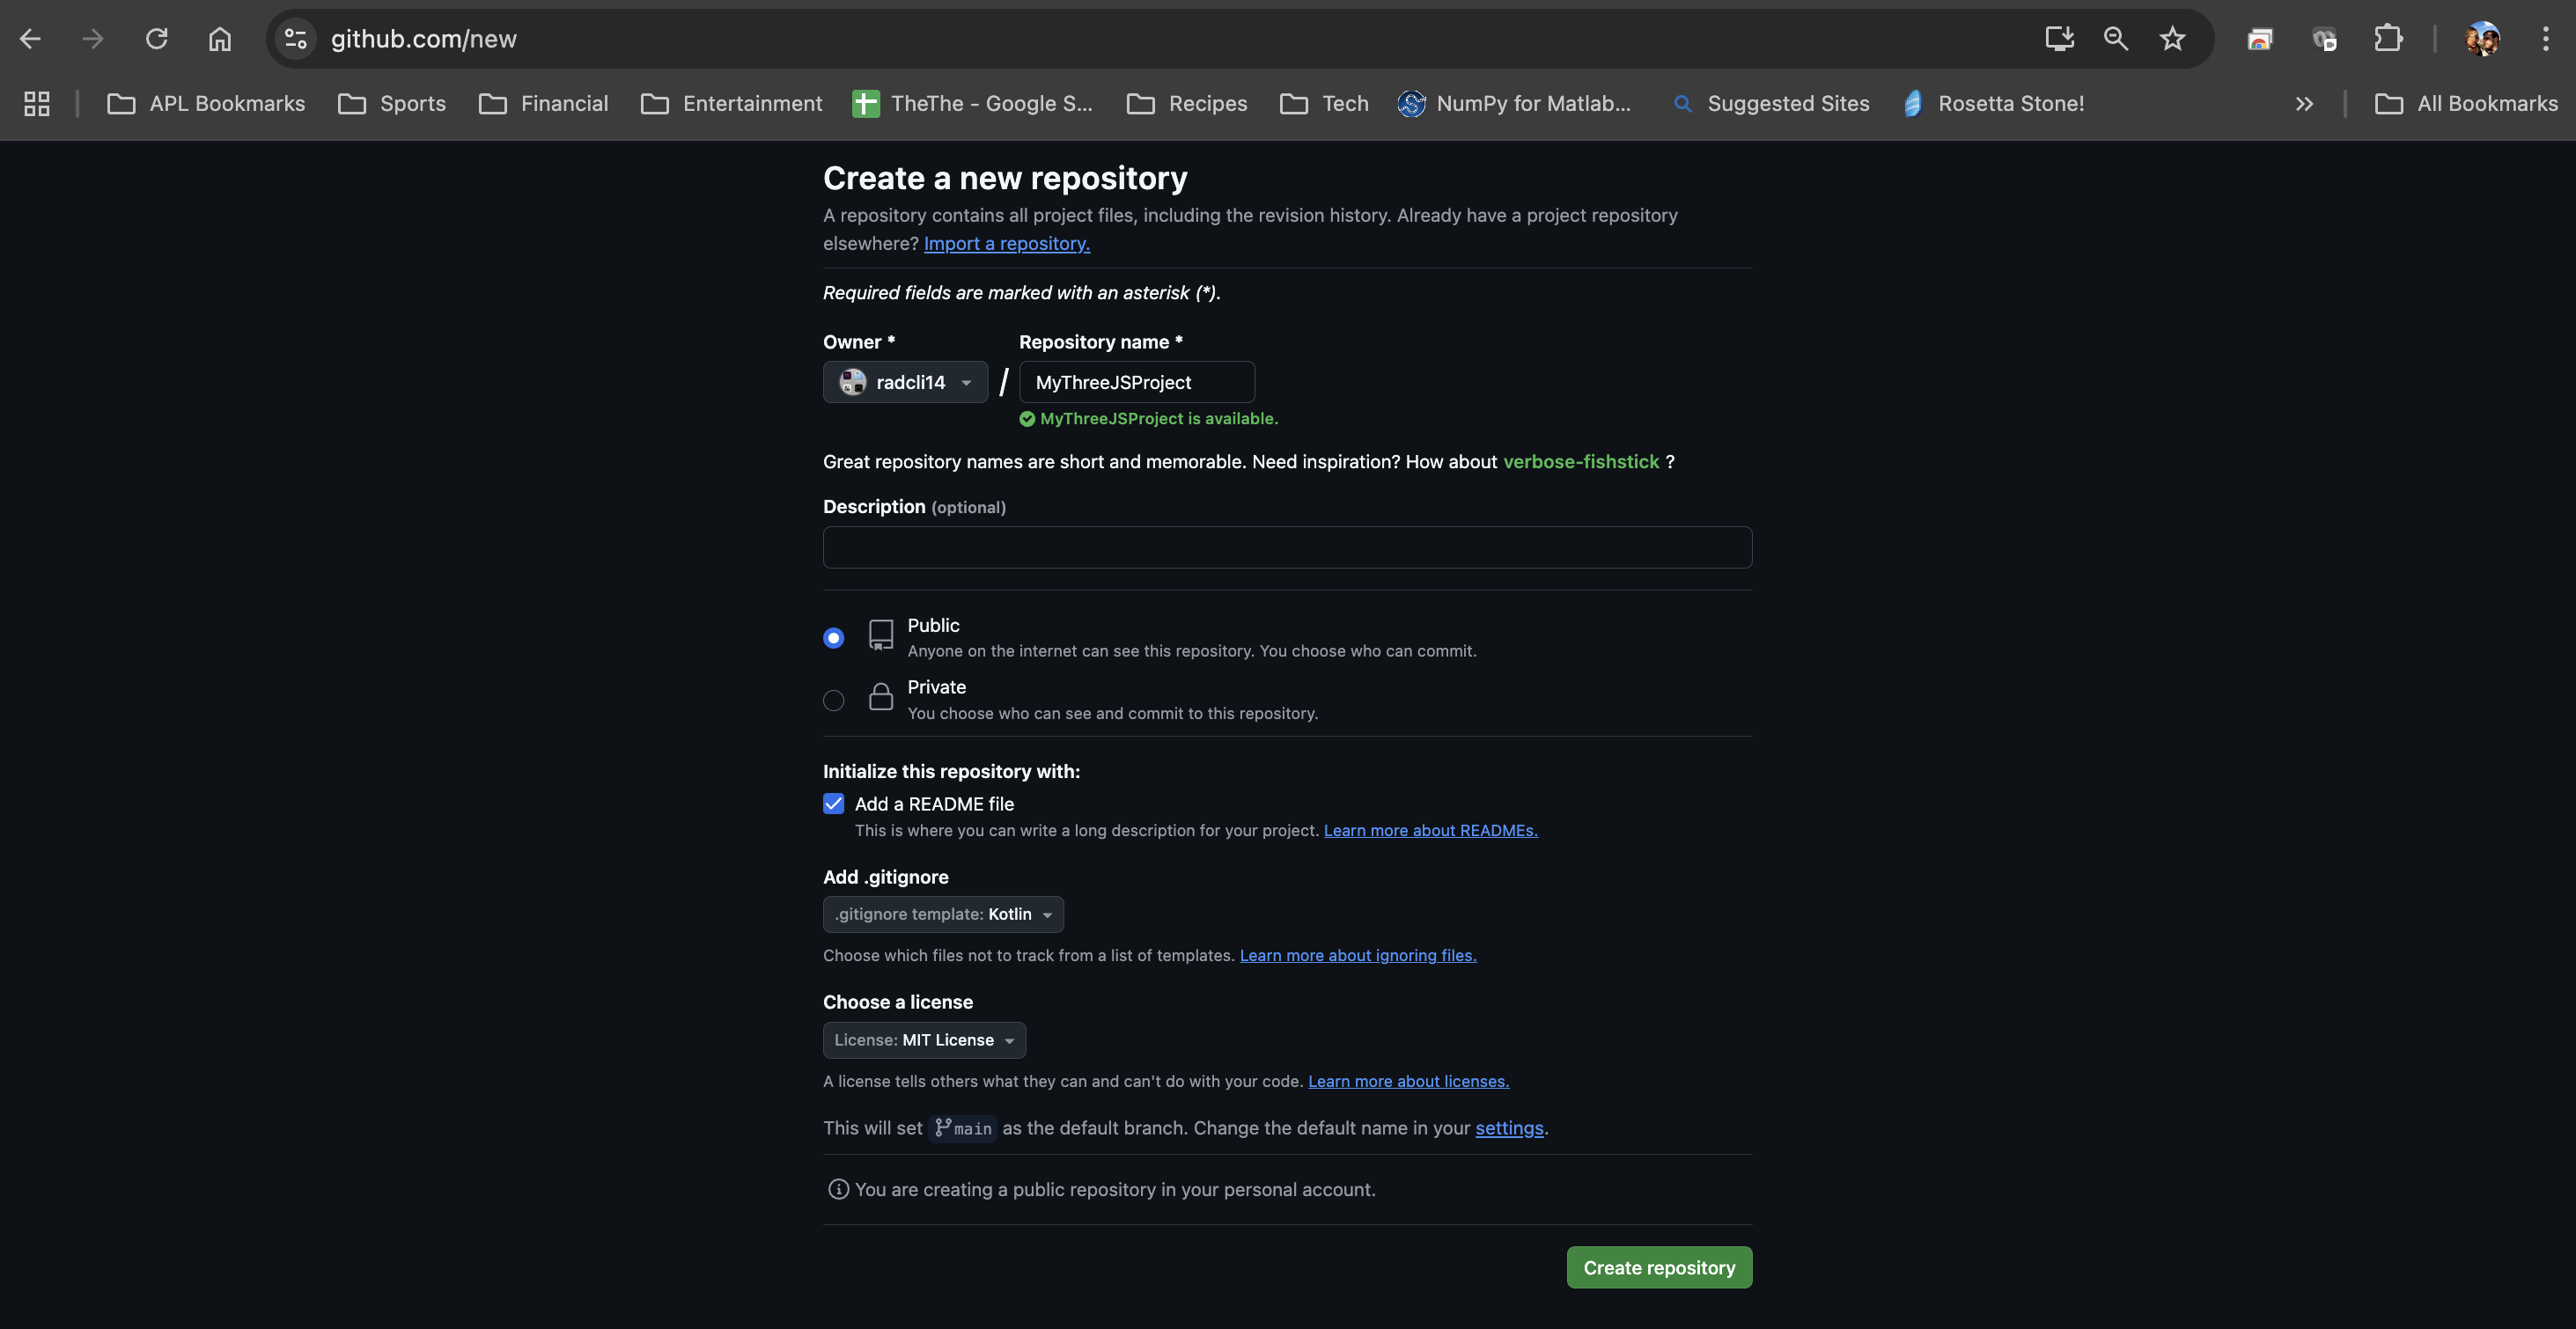 github.com/new
APL Bookmarks
Sports
Financial
Entertainment
TheThe - Google S...
Recipes
Tech
NumPy for Matlab...
Suggested Sites
Rosetta Stone!
All Bookmarks
Create a new repository
A repository contains all project files, including the revision history. Already have a project repository
elsewhere? Import a repository.
Required fields are marked with an asterisk (*).
Owner * Repository name *
radcli14 / MyThreeJSProject
MyThreeJSProject is available.
Great repository names are short and memorable. Need inspiration? How about verbose-fishstick ?
Description (optional)
Public
Anyone on the internet can see this repository. You choose who can commit.
Private
You choose who can see and commit to this repository.
Initialize this repository with:
Add a README file
This is where you can write a long description for your project. Learn more about READMEs.
Add .gitignore
.gitignore template: Kotlin
Choose which files not to track from a list of templates. Learn more about ignoring files.
Choose a license
License: MIT License
A license tells others what they can and can't do with your code. Learn more about licenses.
This will set main as the default branch. Change the default name in your settings.
You are creating a public repository in your personal account.
Create repository